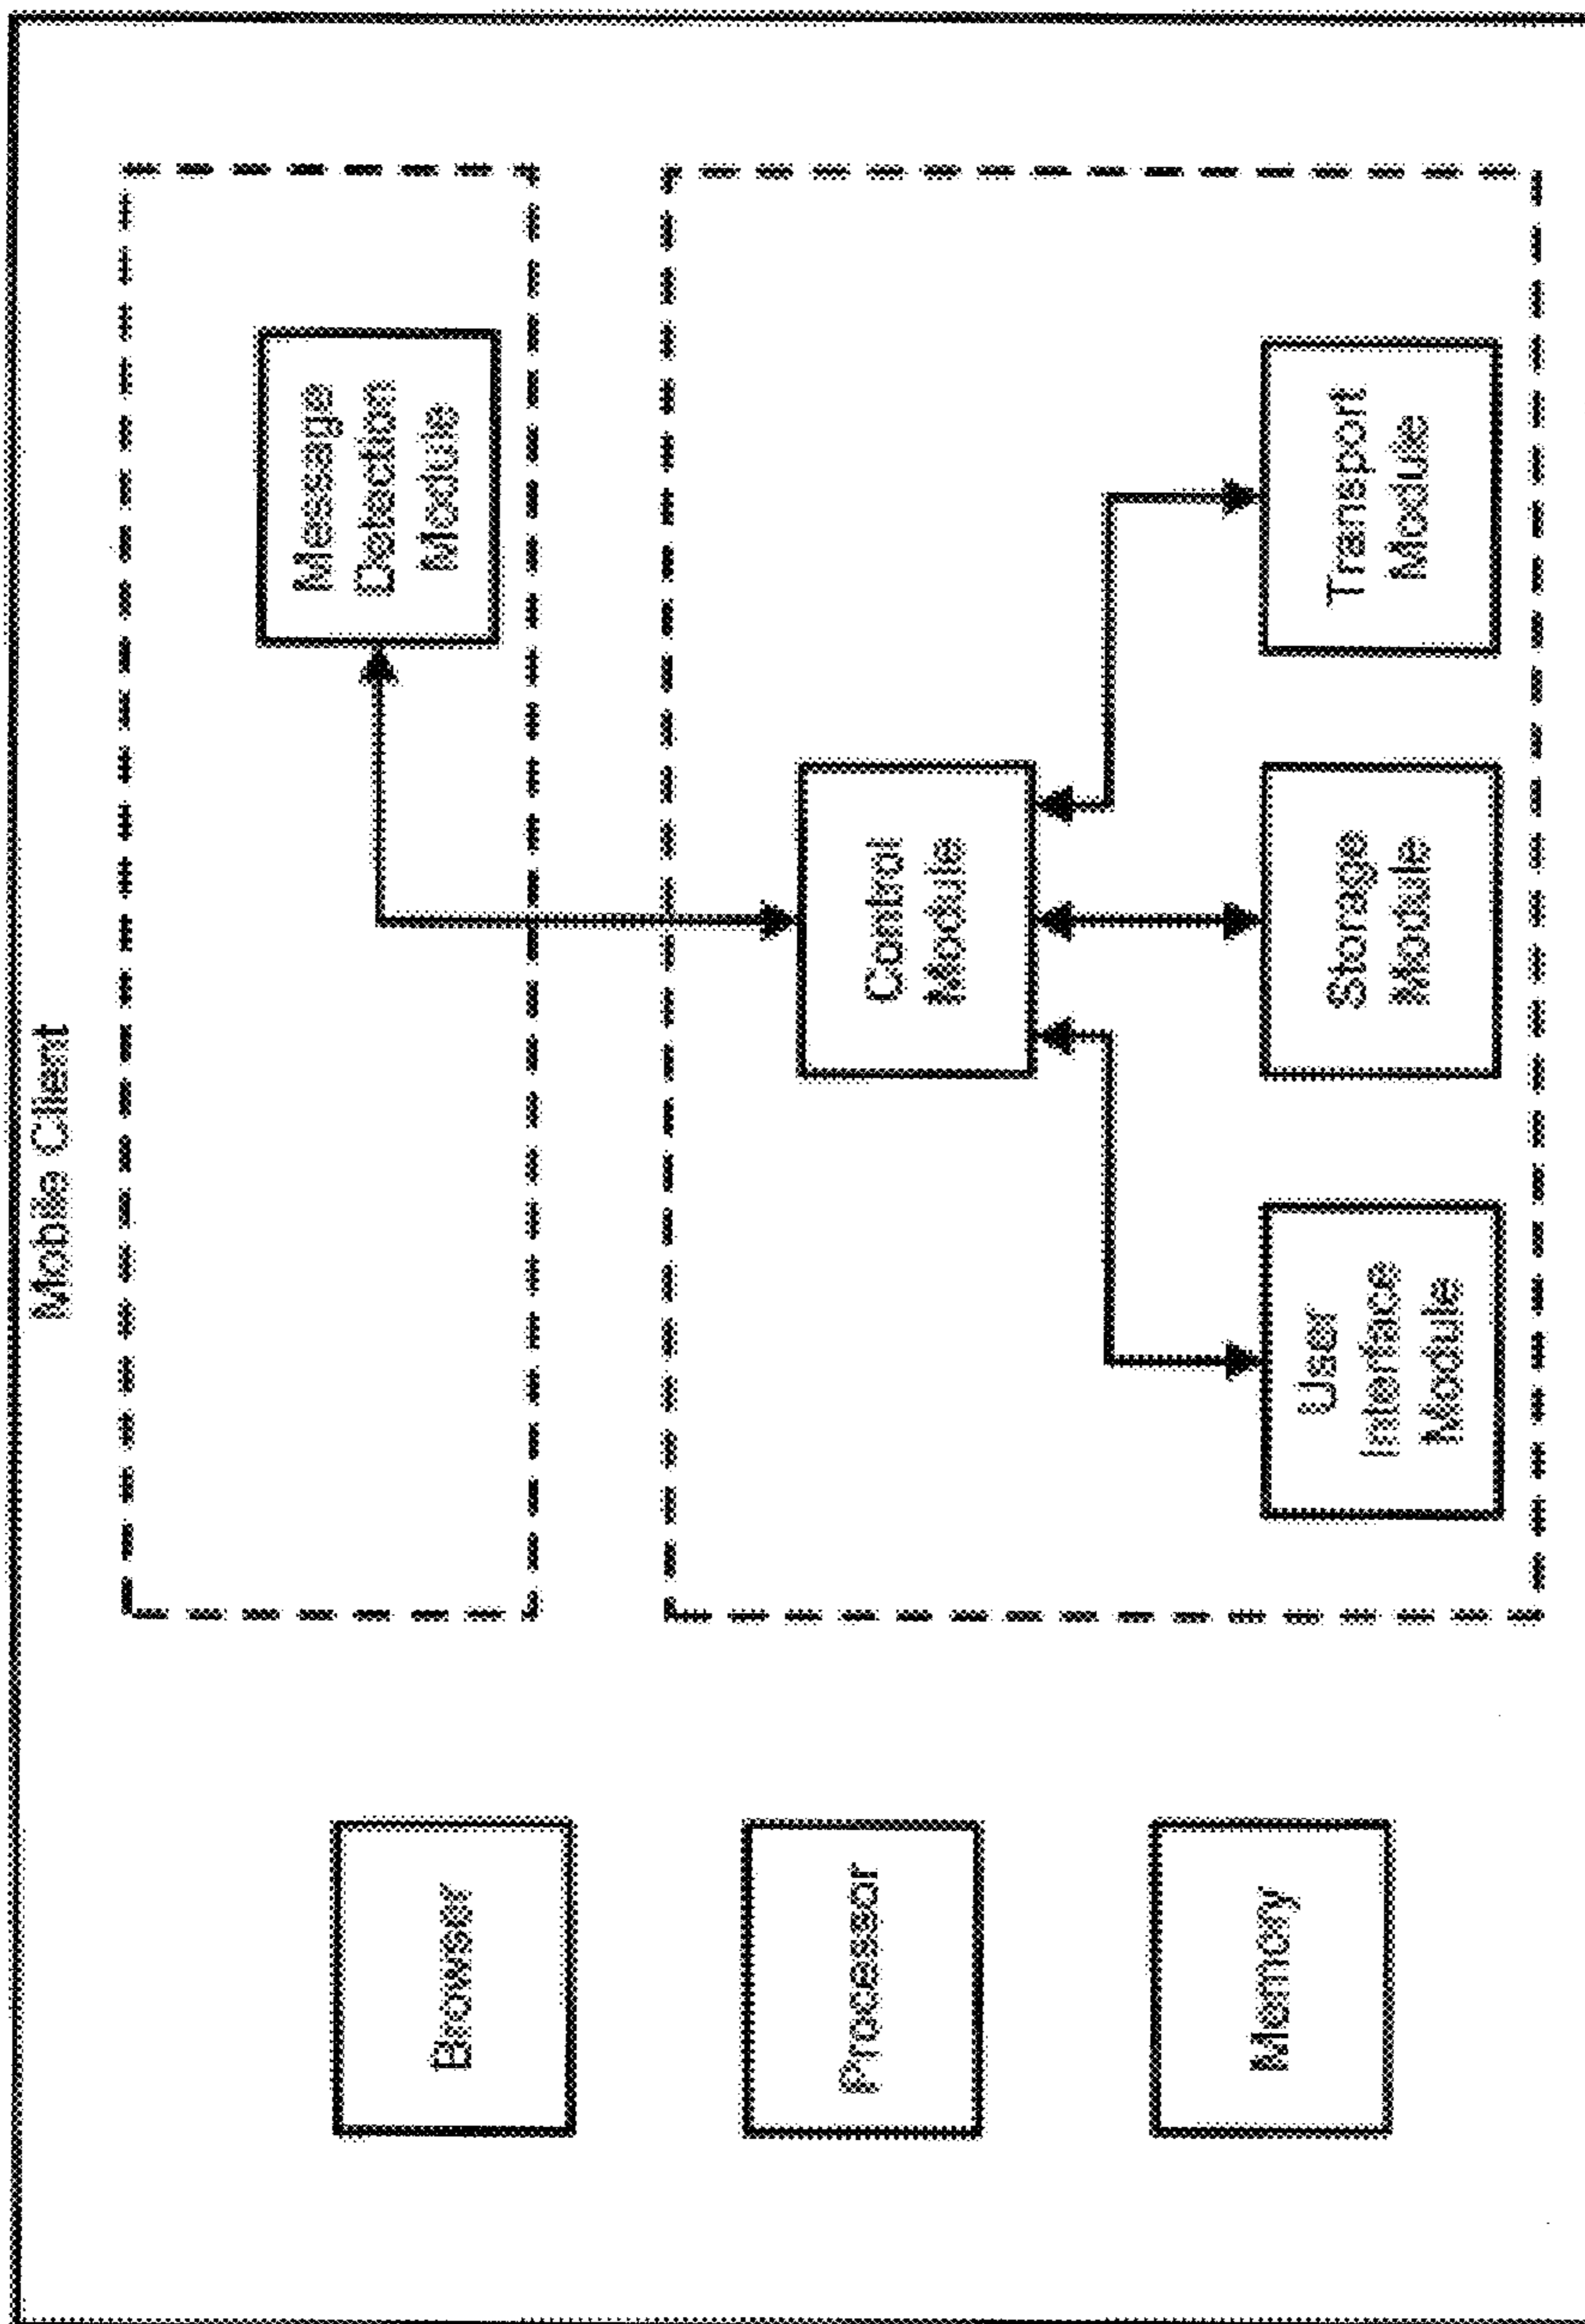 Mobile Client
Browser
Processor
Memory
Message
Detection
Module
Control
Module
User
Interface
Module
Storage
Module
Transport
Module